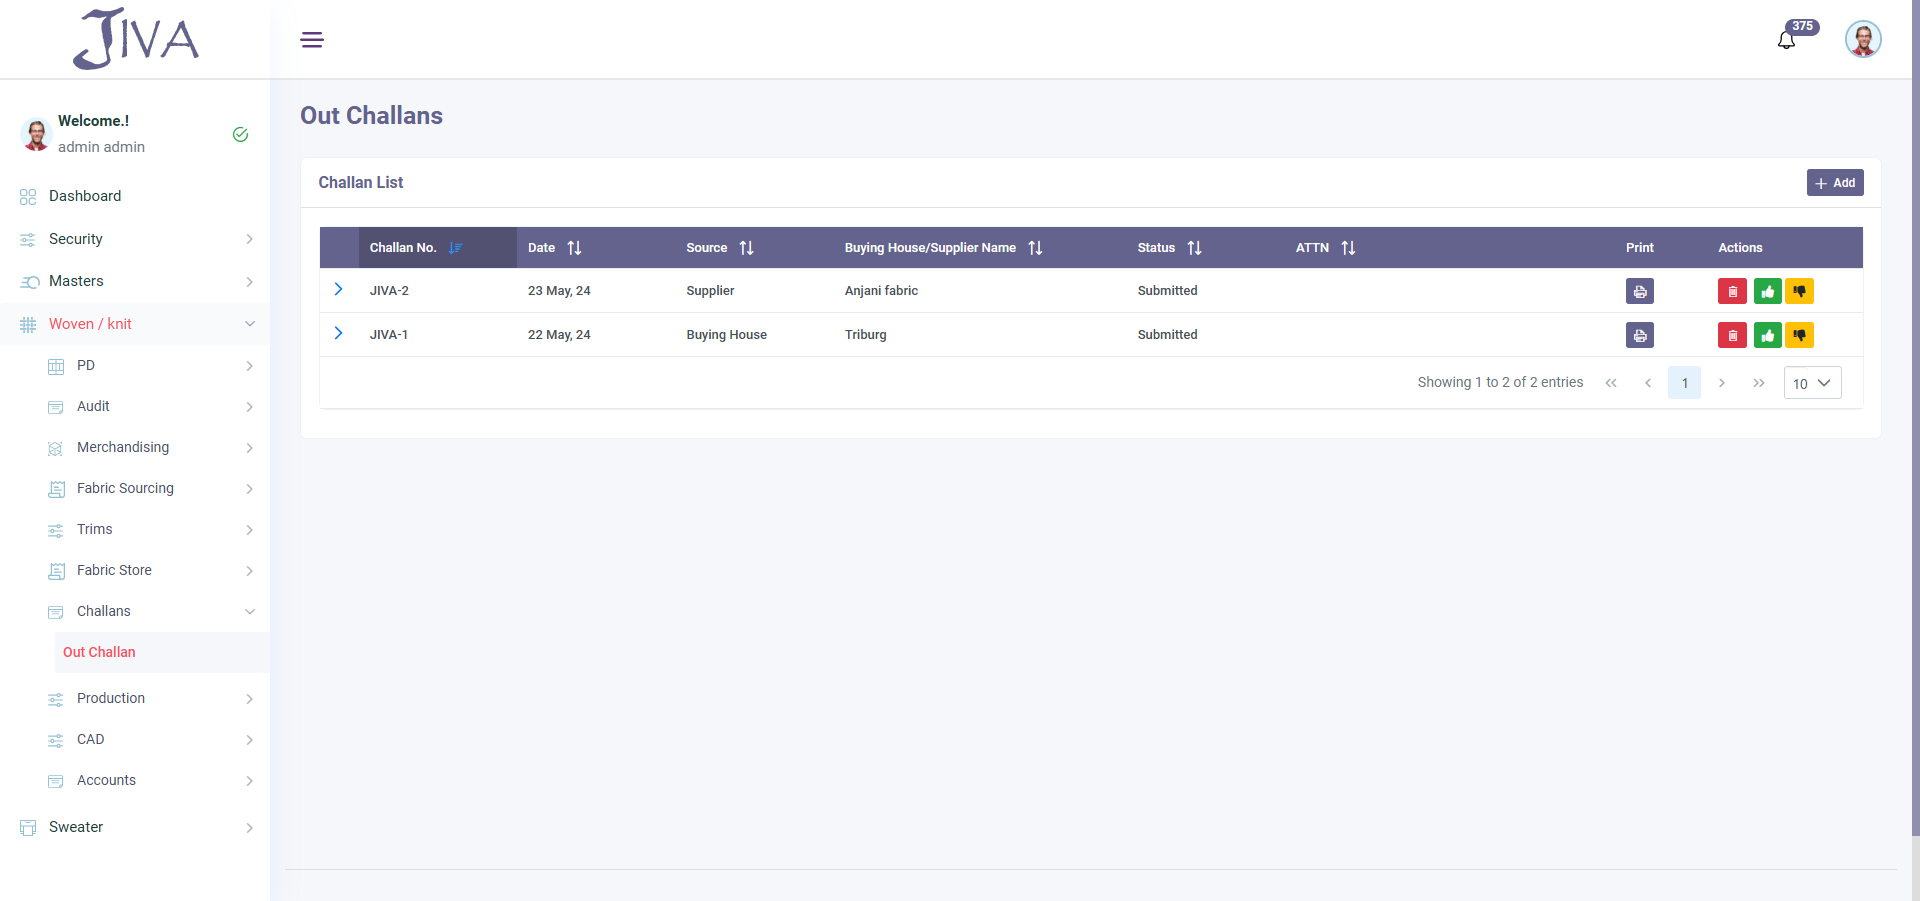 JIVA
375
Welcome.!
admin admin
Dashboard
Security
Masters
Woven / knit
PD
Audit
Merchandising
Fabric Sourcing
Trims
Fabric Store
Challans
Out Challan
Production
CAD
Accounts
Sweater
Out Challans
Challan List
Add
Challan No. Date Source Buying House/Supplier Name Status ATTN Print Actions
JIVA-2 23 May, 24 Supplier Anjani fabric Submitted
JIVA-1 22 May, 24 Buying House Triburg Submitted
Showing 1 to 2 of 2 entries 1 10